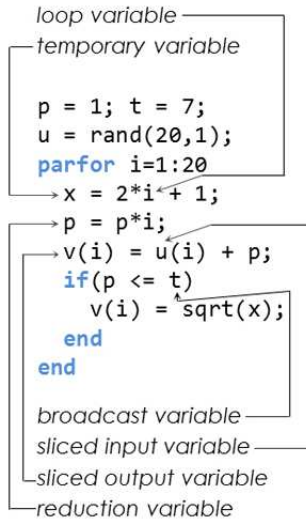 loop variable
temporary variable
p = 1; t = 7;
u = rand(20,1);
parfor i=1:20
x = 2*i + 1;
p = p*i;
v(i) = u(i) + p;
if(p <= t)
v(i) = sqrt(x);
end
end
broadcast variable
sliced input variable
sliced output variable
reduction variable